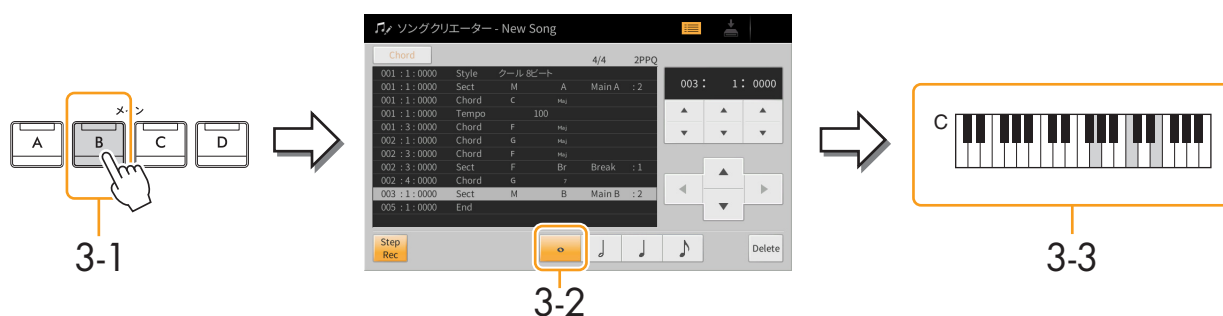 メイン
A B C D
3-1
ソングクリエーター - New Song
Chord
4/4 2PPQ
001 : 1 : 0000 Style クール 8ビート
001 : 1 : 0000 Sect M A Main A : 2
001 : 1 : 0000 Chord C Maj
001 : 1 : 0000 Tempo 100
001 : 3 : 0000 Chord F Maj
002 : 1 : 0000 Chord G Maj
002 : 3 : 0000 Chord F Maj
002 : 3 : 0000 Sect F Br Break : 1
002 : 4 : 0000 Chord G 7
003 : 1 : 0000 Sect M B Main B : 2
005 : 1 : 0000 End
003 : 1 : 0000
Step
Rec
Delete
3-2
C
3-3